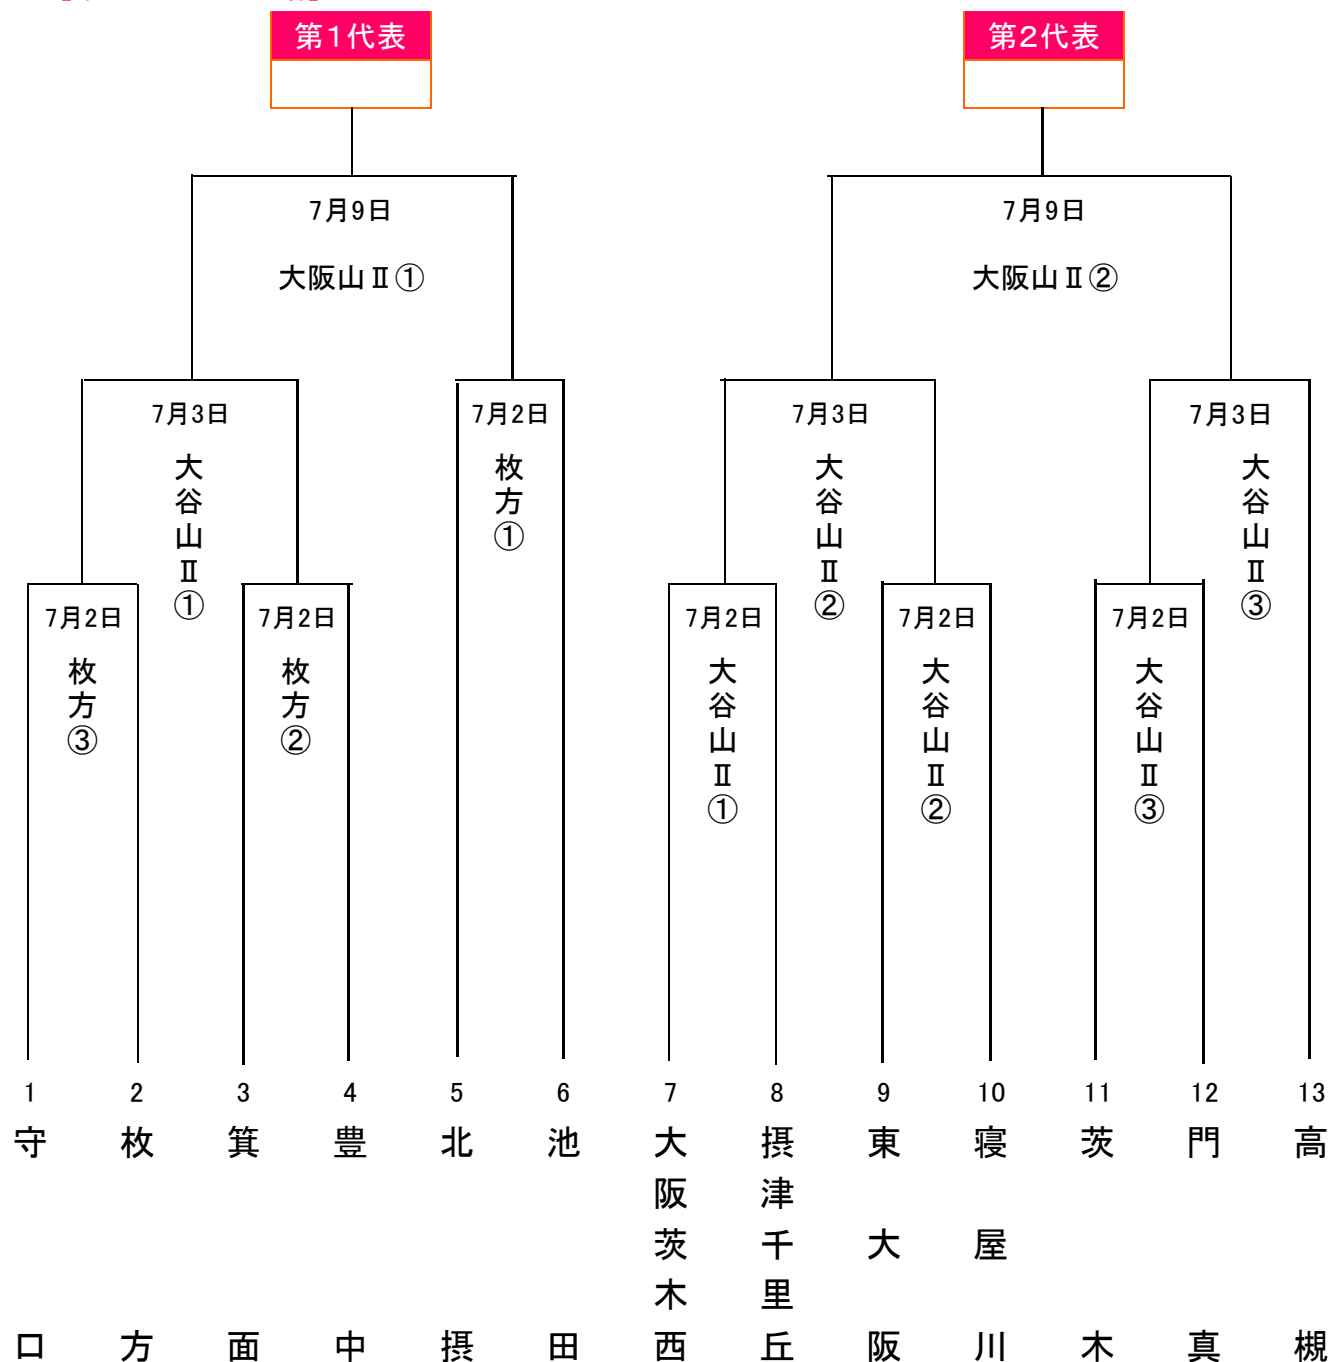 第1代表
第2代表
7月9日
7月9日
大阪山Ⅱ①
大阪山Ⅱ②
7月3日
7月2日
7月3日
7月3日
大谷山Ⅱ①
枚方①
大谷山Ⅱ②
大谷山Ⅱ③
7月2日
7月2日
7月2日
7月2日
7月2日
枚方③
枚方②
大谷山Ⅱ①
大谷山Ⅱ②
大谷山Ⅱ③
1 2 3 4 5 6 7 8 9 10 11 12 13
守口
枚方
箕面
豊中
北摂
池田
大阪茨木西
摂津千里丘
東大阪
寝屋川
茨木
門真
高槻